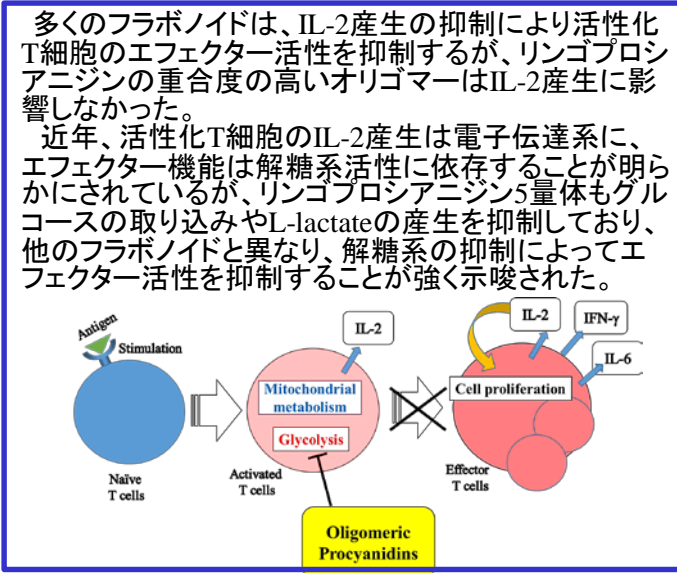 多くのフラボノイドは、IL-2産生の抑制により活性化
T細胞のエフェクター活性を抑制するが、リンゴプロシ
アニジンの重合度の高いオリゴマーはIL-2産生に影
響しなかった。
近年、活性化T細胞のIL-2産生は電子伝達系に、
エフェクター機能は解糖系活性に依存することが明ら
かにされているが、リンゴプロシアニジン5量体もグル
コースの取り込みやL-lactateの産生を抑制しており、
他のフラボノイドと異なり、解糖系の抑制によってエ
フェクター活性を抑制することが強く示唆された。
Antigen
Stimulation
Naïve
T cells
IL-2
Mitochondrial
metabolism
Glycolysis
Activated
T cells
IL-2
IFN-γ
IL-6
Cell proliferation
Effector
T cells
Oligomeric
Procyanidins